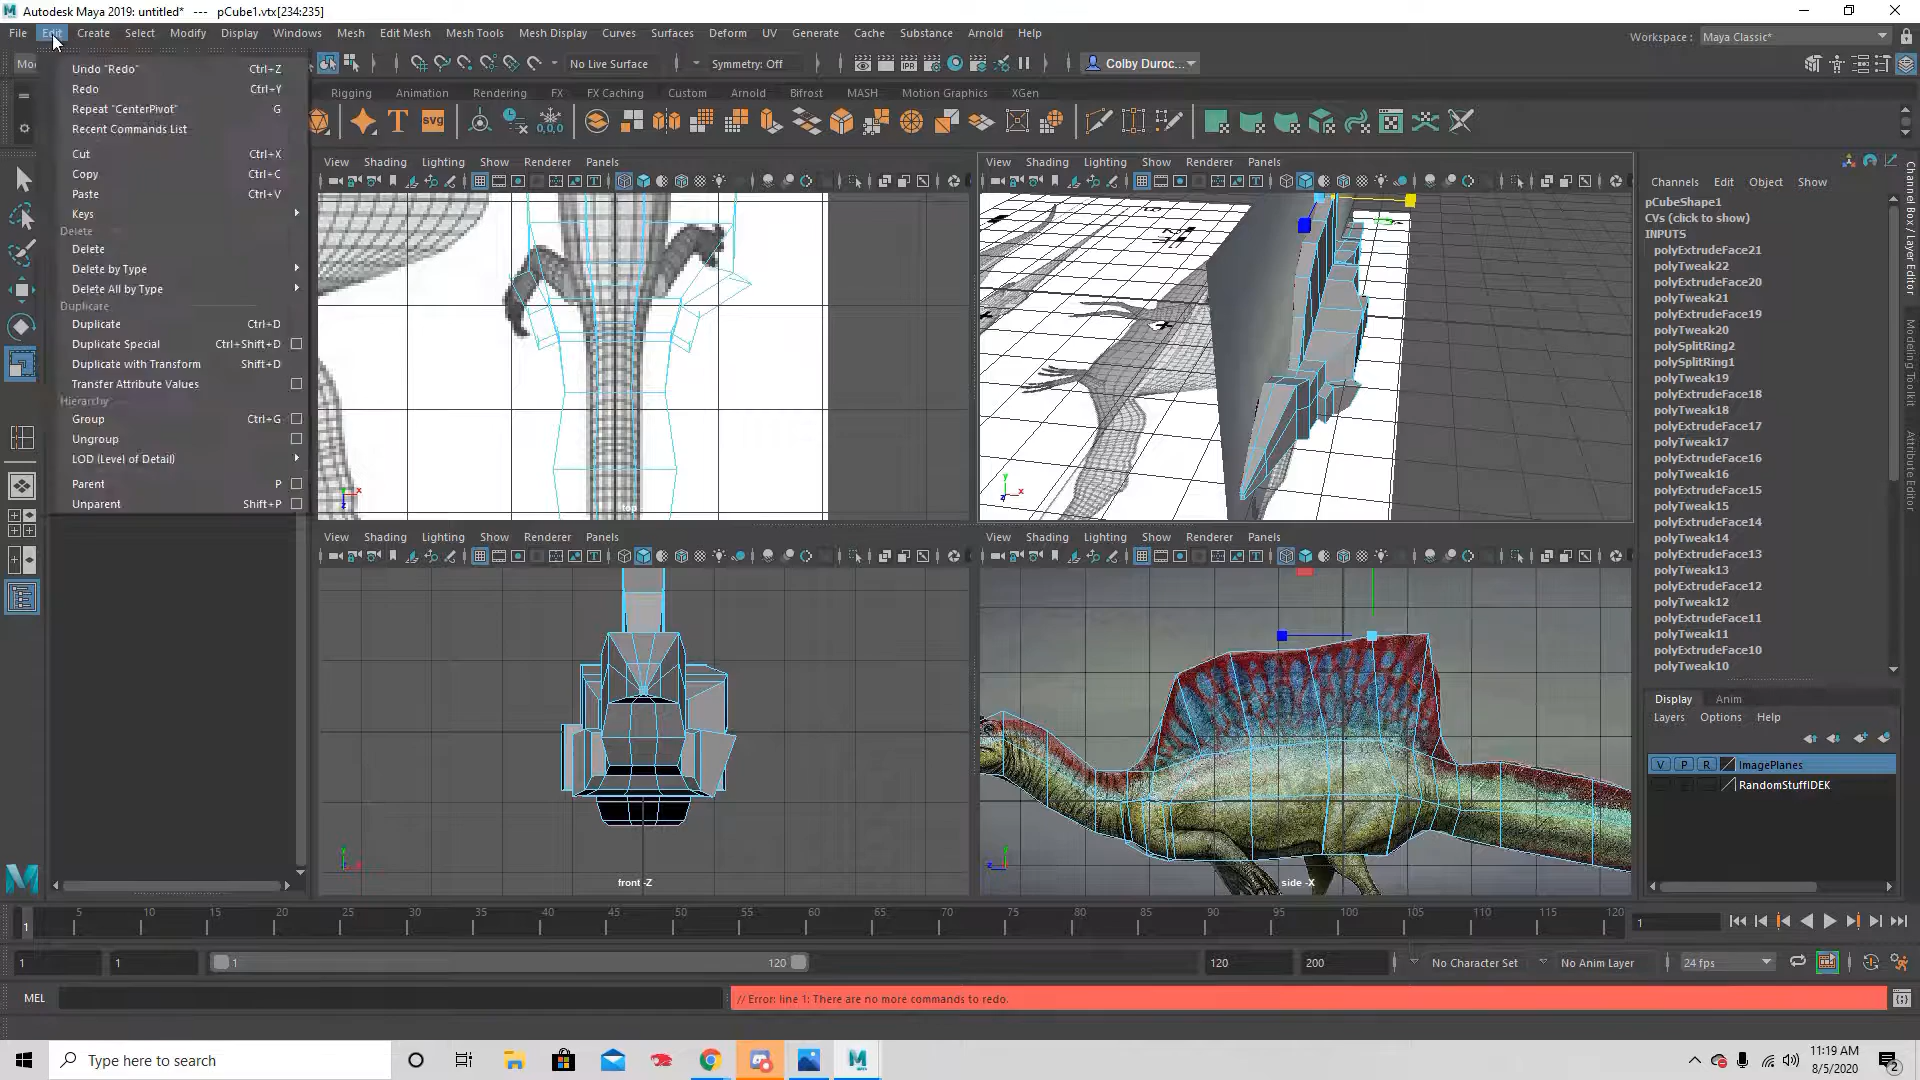 Autodesk Maya 2019: untitled*   ---   pCube1.vtx[234:235]
File Edit Create Select Modify Display Windows Mesh Edit Mesh Mesh Tools Mesh Display Curves Surfaces Deform UV Generate Cache Substance Arnold Help
Workspace : Maya Classic*
No Live Surface Symmetry: Off Colby Duroc...
Rigging Animation Rendering FX FX Caching Custom Arnold Bifrost MASH Motion Graphics XGen
Undo "Redo" Ctrl+Z
Redo Ctrl+Y
Repeat "CenterPivot" G
Recent Commands List
Cut Ctrl+X
Copy Ctrl+C
Paste Ctrl+V
Keys
Delete
Delete
Delete by Type
Delete All by Type
Duplicate
Duplicate Ctrl+D
Duplicate Special Ctrl+Shift+D
Duplicate with Transform Shift+D
Transfer Attribute Values
Hierarchy
Group Ctrl+G
Ungroup
LOD (Level of Detail)
Parent P
Unparent Shift+P
View Shading Lighting Show Renderer Panels
top
View Shading Lighting Show Renderer Panels
View Shading Lighting Show Renderer Panels
front -Z
View Shading Lighting Show Renderer Panels
side -X
Channels Edit Object Show
pCubeShape1
CVs (click to show)
INPUTS
polyExtrudeFace21
polyTweak22
polyExtrudeFace20
polyTweak21
polyExtrudeFace19
polyTweak20
polySplitRing2
polySplitRing1
polyTweak19
polyExtrudeFace18
polyTweak18
polyExtrudeFace17
polyTweak17
polyExtrudeFace16
polyTweak16
polyExtrudeFace15
polyTweak15
polyExtrudeFace14
polyTweak14
polyExtrudeFace13
polyTweak13
polyExtrudeFace12
polyTweak12
polyExtrudeFace11
polyTweak11
polyExtrudeFace10
polyTweak10
Channel Box / Layer Editor
Modeling Toolkit
Attribute Editor
Display Anim
Layers Options Help
V P R ImagePlanes
RandomStuffIDEK
5 10 15 20 25 30 35 40 45 50 55 60 65 70 75 80 85 90 95 100 105 110 115 120
1
1
1 1 1 120 120 200 No Character Set No Anim Layer 24 fps
MEL // Error: line 1: There are no more commands to redo.
Type here to search
11:19 AM
8/5/2020
2